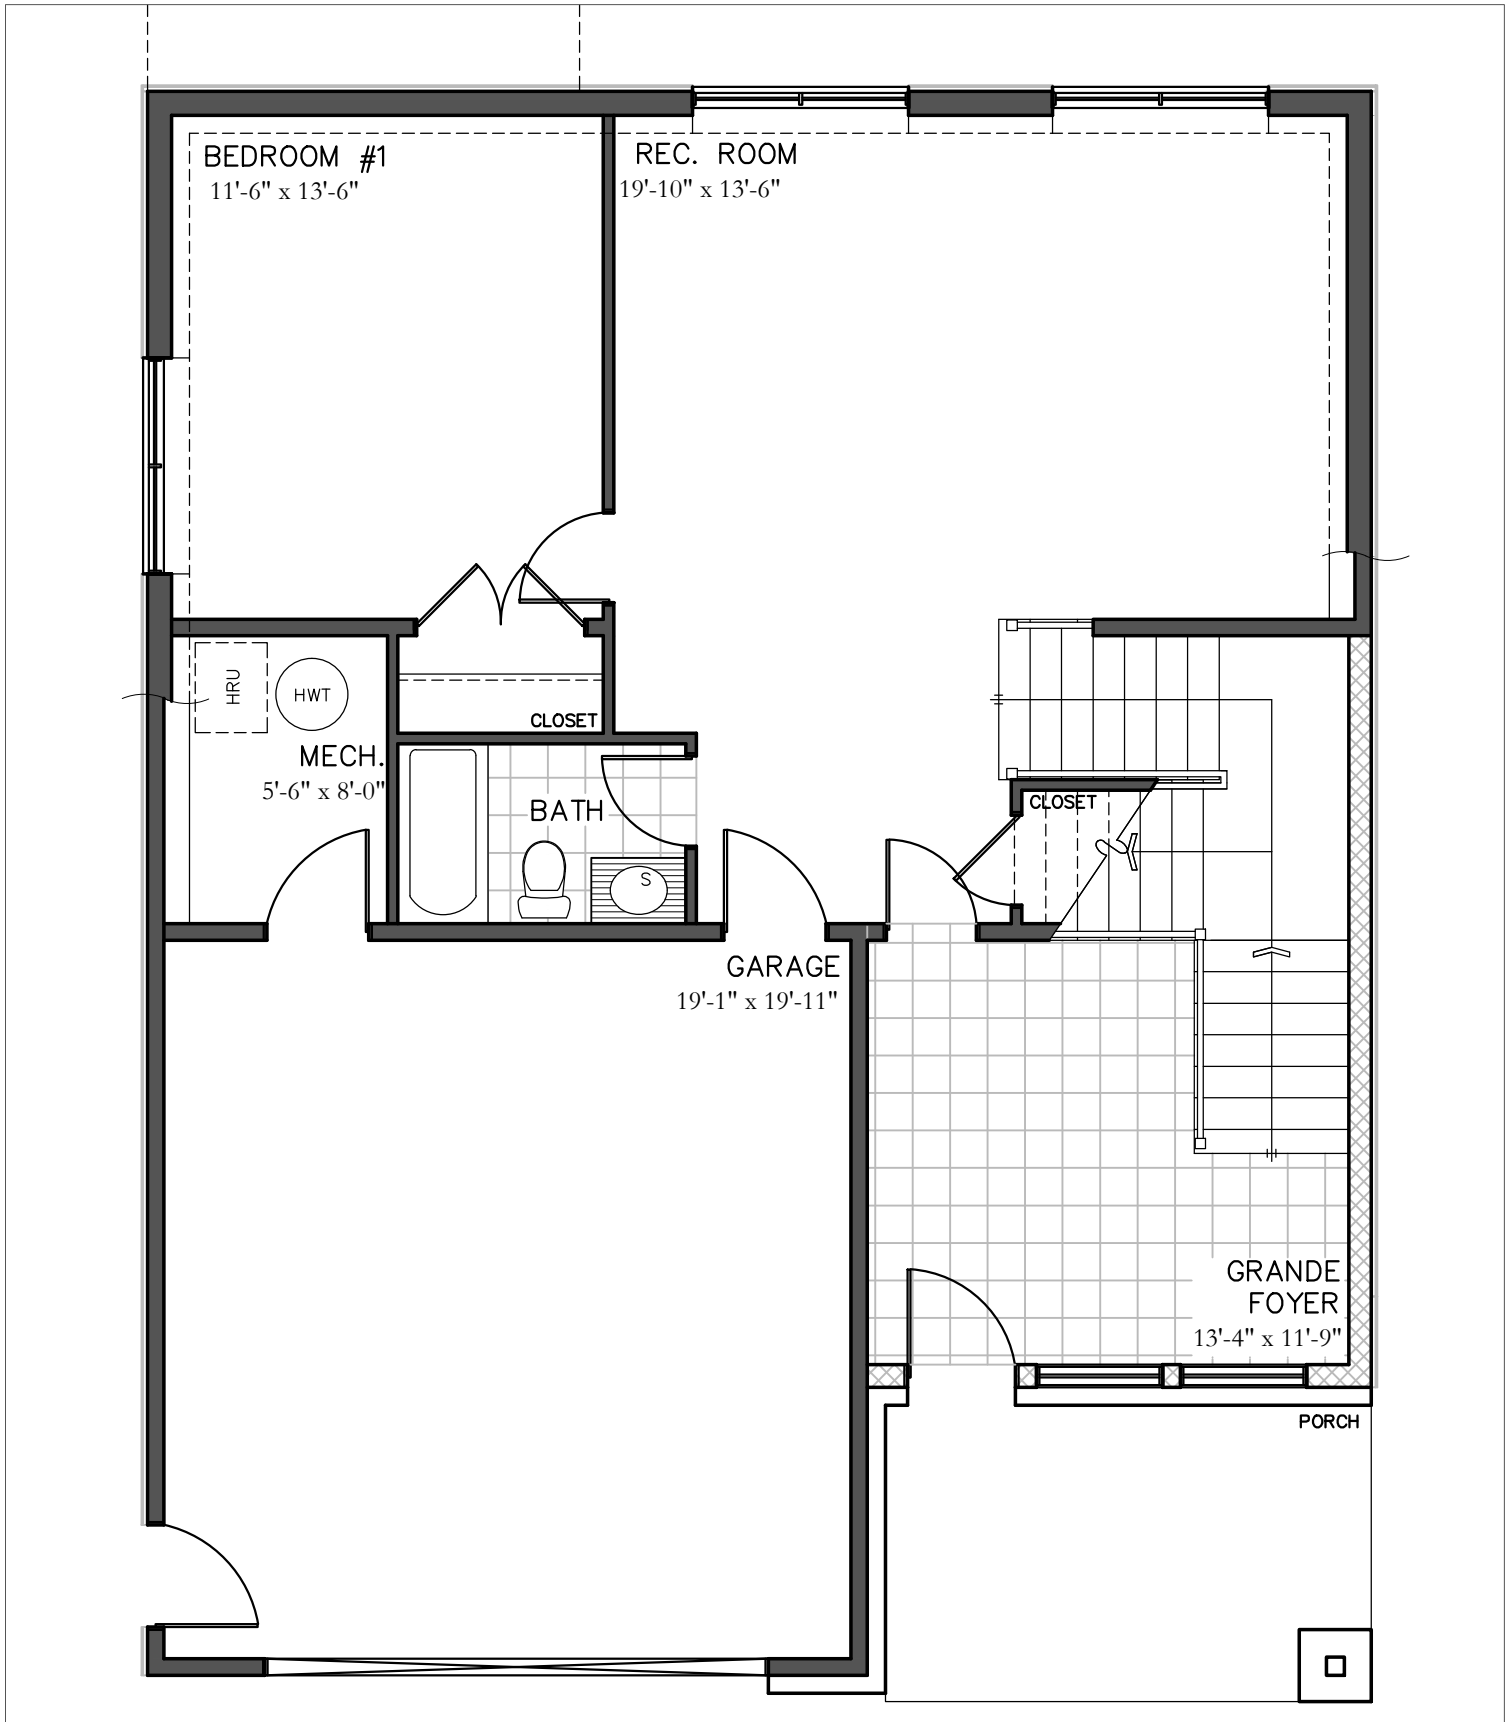 BEDROOM #1
11'-6" x 13'-6"
REC. ROOM
19'-10" x 13'-6"
HRU
HWT
CLOSET
MECH.
5'-6" x 8'-0"
BATH
S
CLOSET
GARAGE
19'-1" x 19'-11"
GRANDE
FOYER
13'-4" x 11'-9"
PORCH